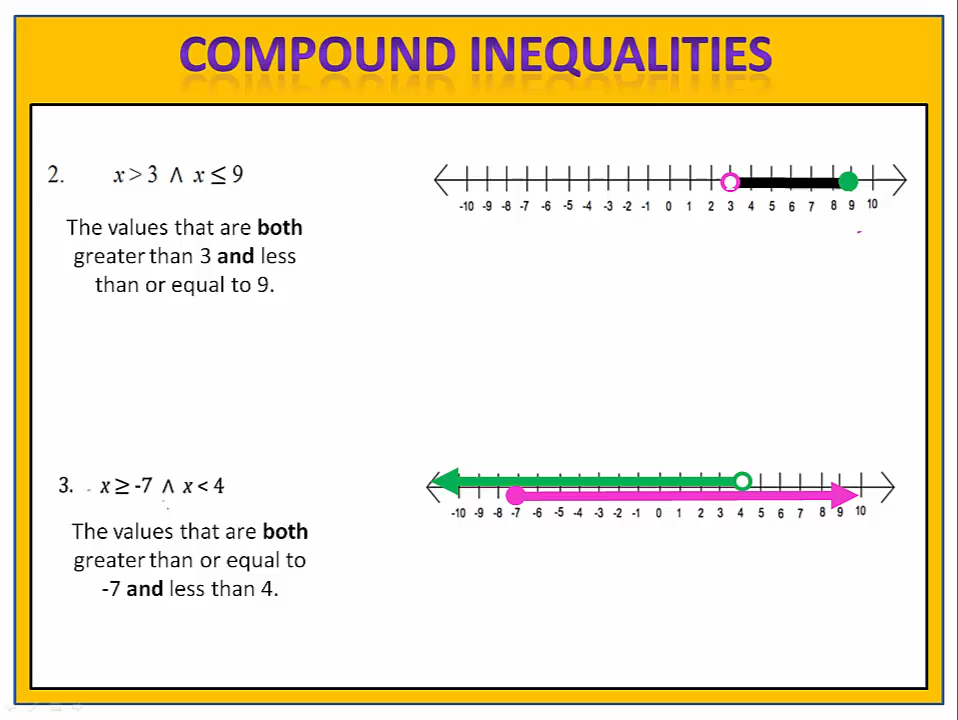 COMPOUND INEQUALITIES
2. x > 3 ∧ x ≤ 9
-10 -9 -8 -7 -6 -5 -4 -3 -2 -1 0 1 2 3 4 5 6 7 8 9 10
The values that are both
greater than 3 and less
than or equal to 9.
3. x ≥ -7 ∧ x < 4
-10 -9 -8 -7 -6 -5 -4 -3 -2 -1 0 1 2 3 4 5 6 7 8 9 10
The values that are both
greater than or equal to
-7 and less than 4.